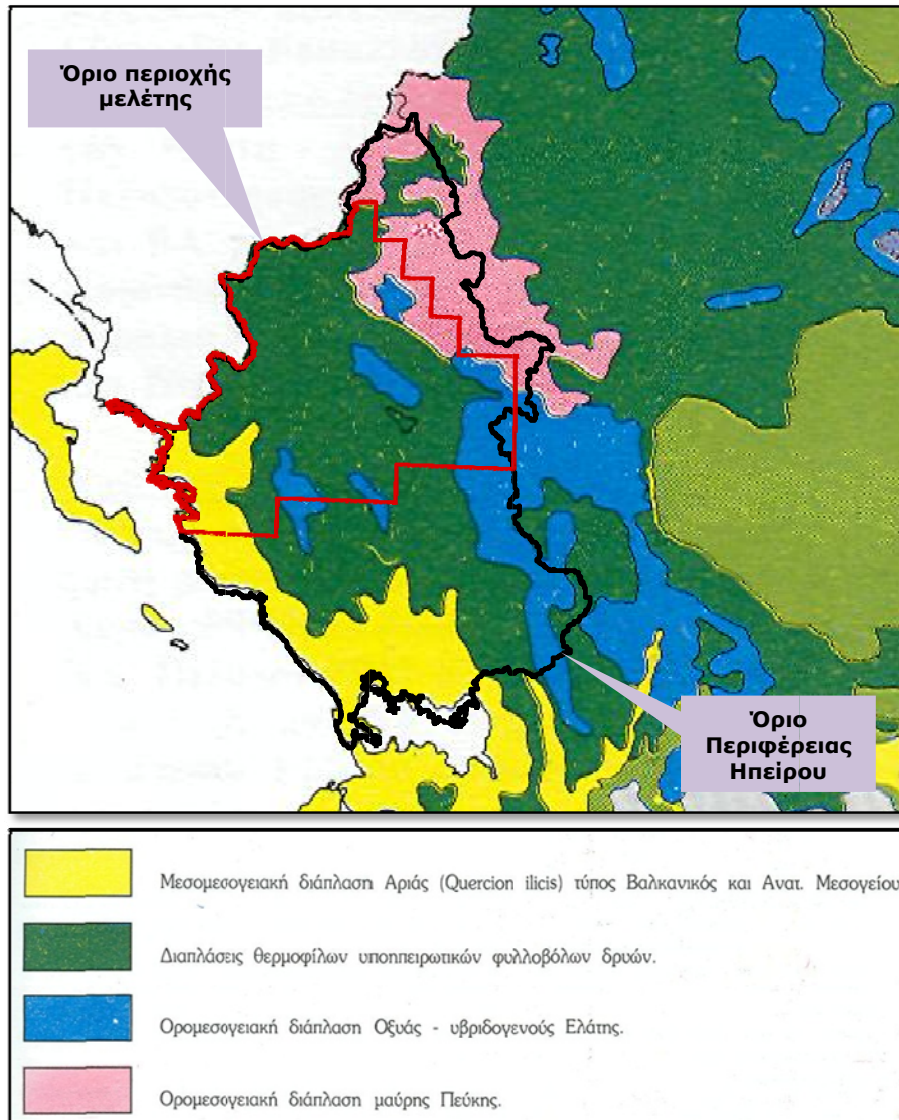 Όριο περιοχής
μελέτης
Όριο
Περιφέρειας
Ηπείρου
Μεσομεσογειακή διάπλαση Αριάς (Quercion ilicis) τύπος Βαλκανικός και Ανατ. Μεσογείου
Διαπλάσεις θερμοφίλων υποηπειρωτικών φυλλοβόλων δρυών.
Ορομεσογειακή διάπλαση Οξυάς - υβριδογενούς Ελάτης.
Ορομεσογειακή διάπλαση μαύρης Πεύκης.